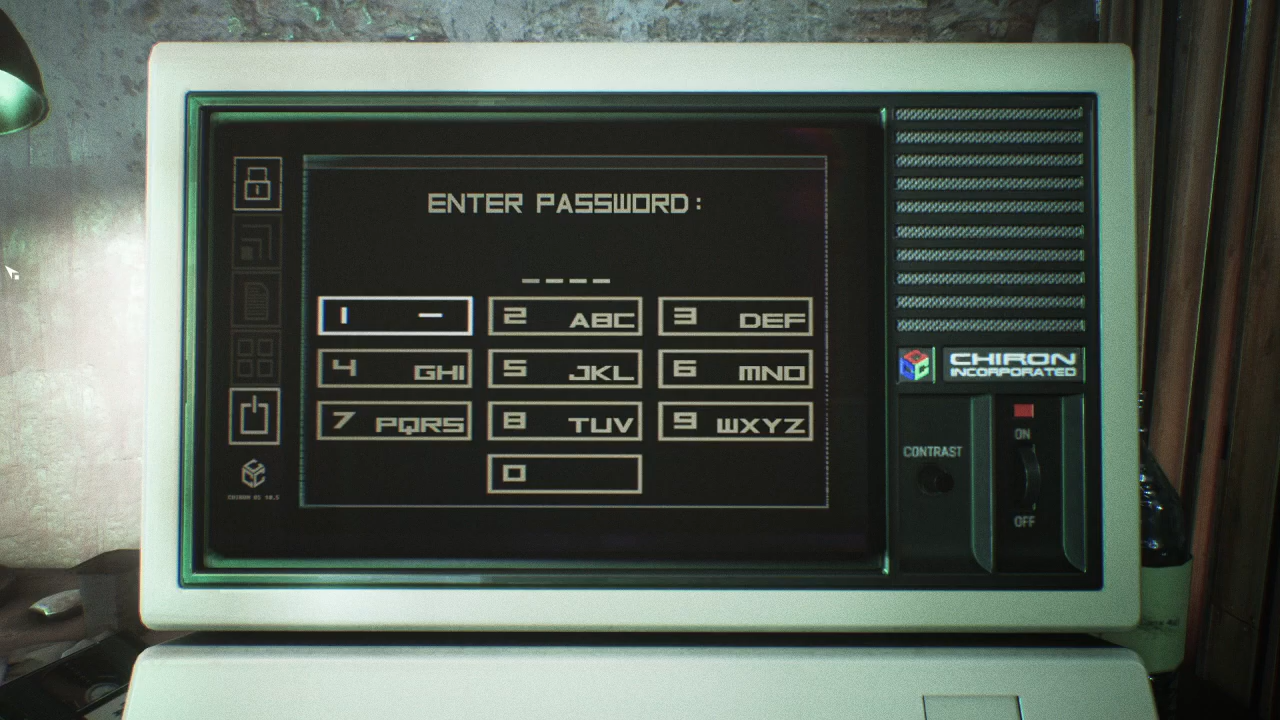 ENTER PASSWORD:
1 –
2 ABC
3 DEF
4 GHI
5 JKL
6 MNO
7 PQRS
8 TUV
9 WXYZ
0
CHIRON
INCORPORATED
CONTRAST
ON
OFF